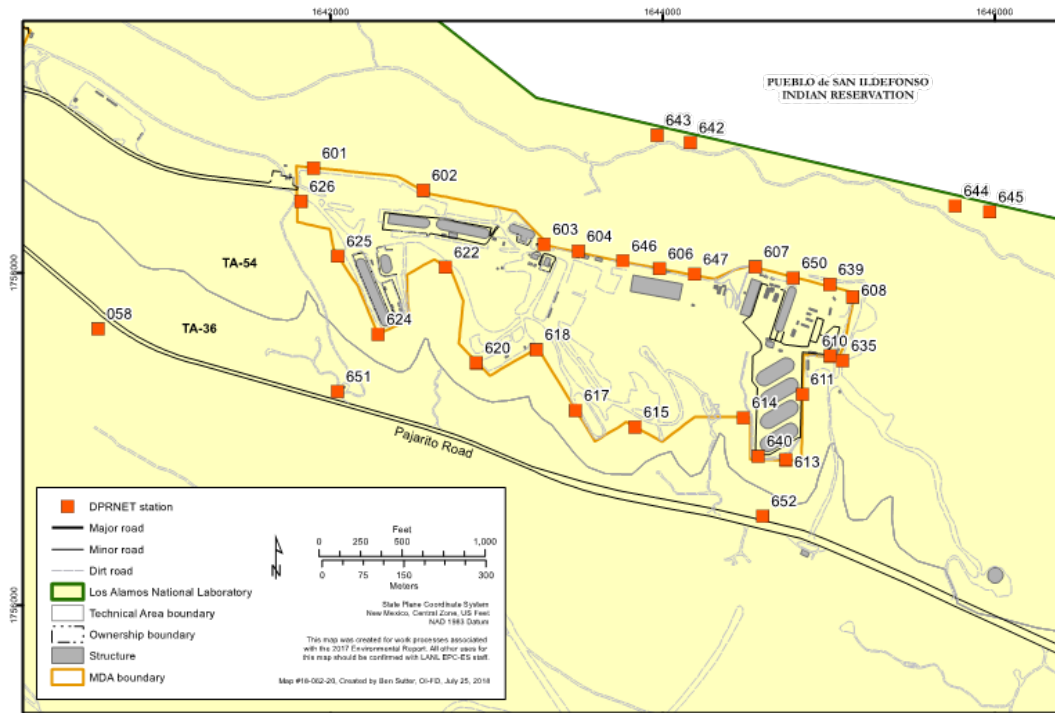 1642000
1644000
1646000
PUEBLO de SAN ILDEFONSO
INDIAN RESERVATION
643
642
601
626
602
644
645
603
604
646
606
647
607
650
639
608
625
622
TA-54
1758000
058
TA-36
624
620
618
610
635
651
617
615
614
611
640
613
Pajarito Road
652
DPRNET station
Major road
Minor road
Dirt road
Los Alamos National Laboratory
Technical Area boundary
Ownership boundary
Structure
MDA boundary
Feet
0 250 500 1,000
0 75 150 300
Meters
N
State Plane Coordinate System
New Mexico, Central Zone, US Feet
NAD 1983 Datum
This map was created for work processes associated
with the 2017 Environmental Report. All other uses for
this map should be confirmed with LANL EPC-ES staff.
Map #18-002-26, Created by Ben Sutter, OI-FD, July 25, 2018
1756000